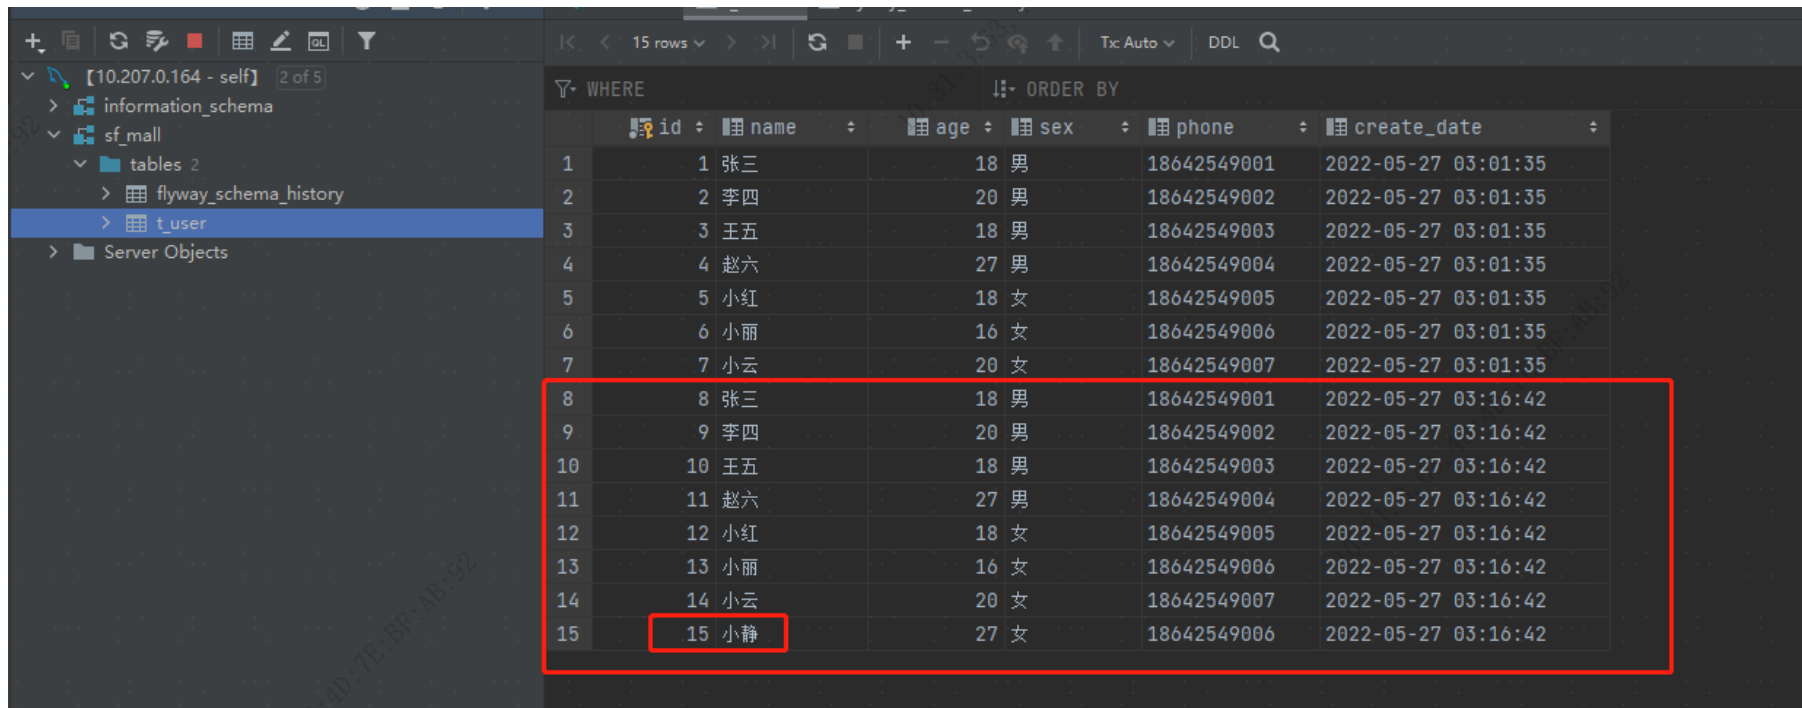 15 rows
Tx: Auto
DDL
【10.207.0.164 - self】 2 of 5
information_schema
sf_mall
tables 2
flyway_schema_history
t_user
Server Objects
WHERE
ORDER BY
id name age sex phone create_date
1 1 张三 18 男 18642549001 2022-05-27 03:01:35
2 2 李四 20 男 18642549002 2022-05-27 03:01:35
3 3 王五 18 男 18642549003 2022-05-27 03:01:35
4 4 赵六 27 男 18642549004 2022-05-27 03:01:35
5 5 小红 18 女 18642549005 2022-05-27 03:01:35
6 6 小丽 16 女 18642549006 2022-05-27 03:01:35
7 7 小云 20 女 18642549007 2022-05-27 03:01:35
8 8 张三 18 男 18642549001 2022-05-27 03:16:42
9 9 李四 20 男 18642549002 2022-05-27 03:16:42
10 10 王五 18 男 18642549003 2022-05-27 03:16:42
11 11 赵六 27 男 18642549004 2022-05-27 03:16:42
12 12 小红 18 女 18642549005 2022-05-27 03:16:42
13 13 小丽 16 女 18642549006 2022-05-27 03:16:42
14 14 小云 20 女 18642549007 2022-05-27 03:16:42
15 15 小静 27 女 18642549006 2022-05-27 03:16:42
4D:7E:BF:AB:92